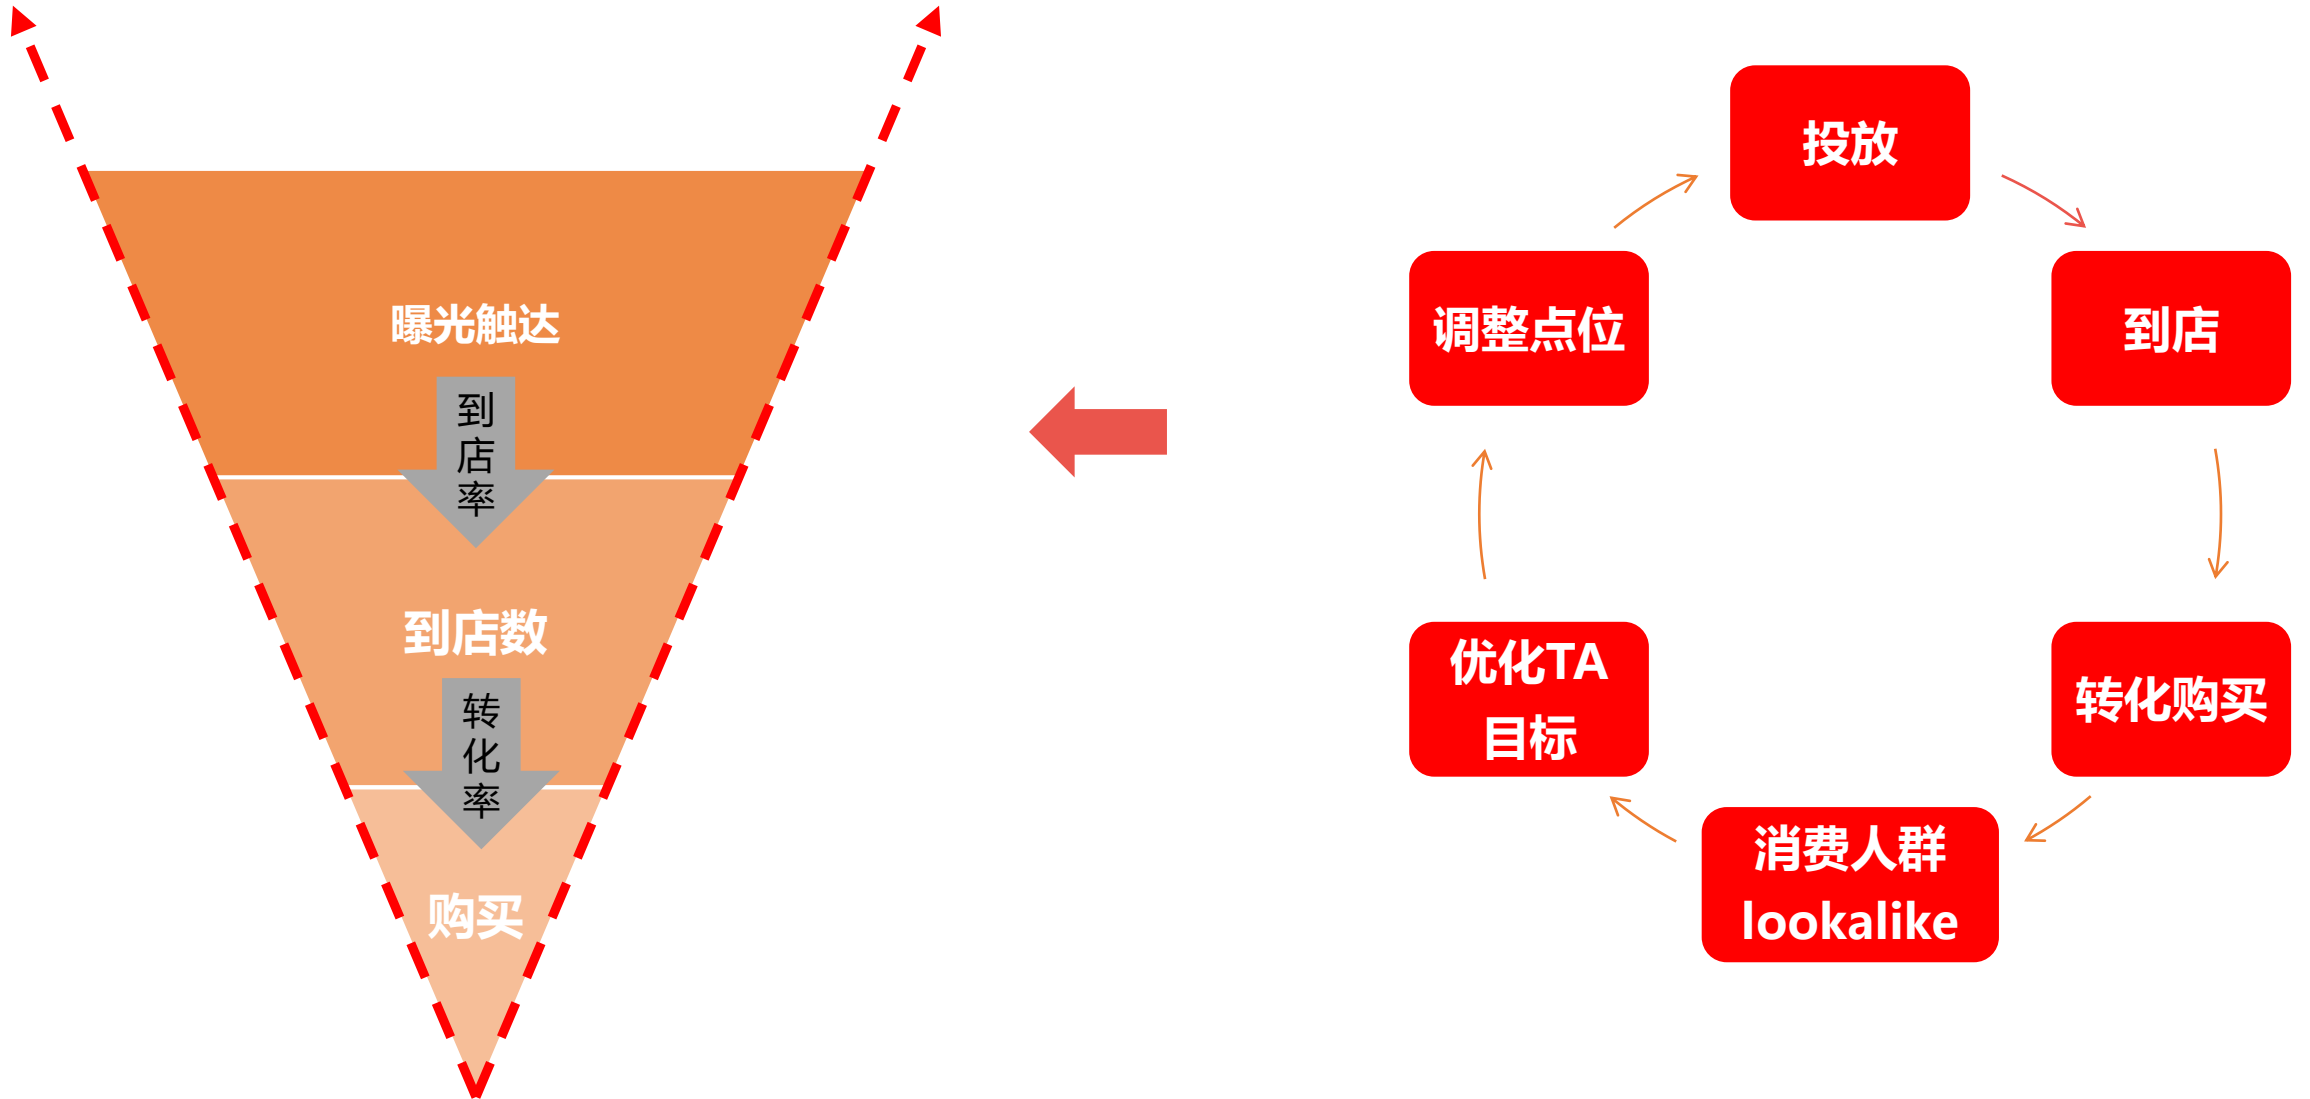 曝光触达
到
店
率
到店数
转
化
率
购买
投放
到店
转化购买
消费人群
lookalike
优化TA
目标
调整点位